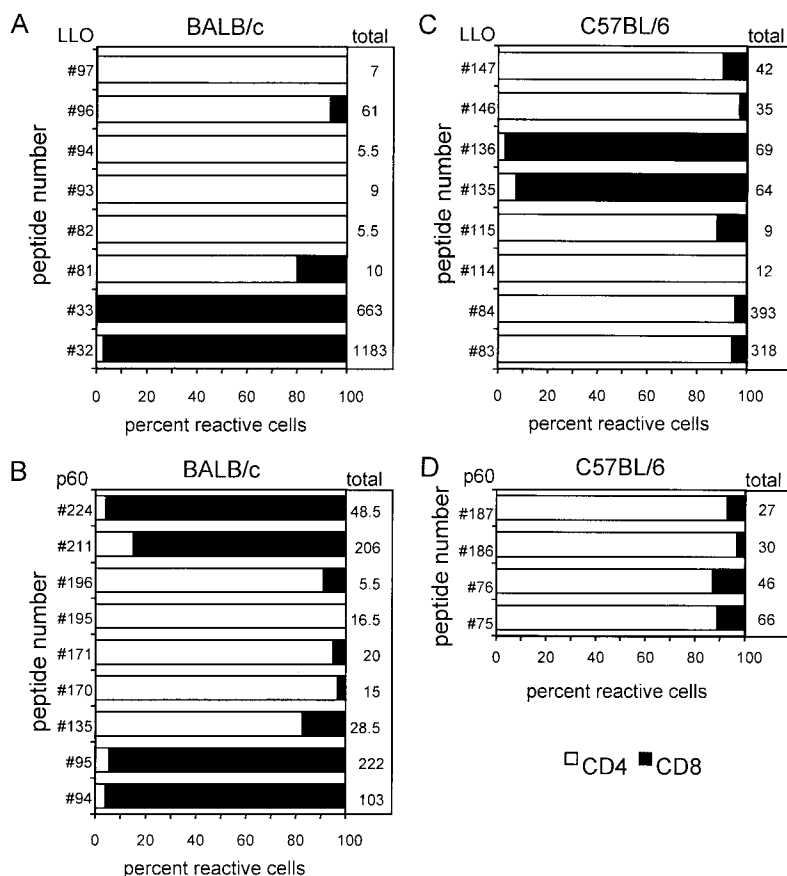 A
LLO
BALB/c
total
#97
7
#96
61
#94
5.5
#93
9
#82
5.5
#81
10
#33
663
#32
1183
peptide number
0 20 40 60 80 100
percent reactive cells
B
p60
BALB/c
total
#224
48.5
#211
206
#196
5.5
#195
16.5
#171
20
#170
15
#135
28.5
#95
222
#94
103
peptide number
0 20 40 60 80 100
percent reactive cells
C
LLO
C57BL/6
total
#147
42
#146
35
#136
69
#135
64
#115
9
#114
12
#84
393
#83
318
peptide number
0 20 40 60 80 100
percent reactive cells
D
p60
C57BL/6
total
#187
27
#186
30
#76
46
#75
66
peptide number
0 20 40 60 80 100
percent reactive cells
CD4 CD8